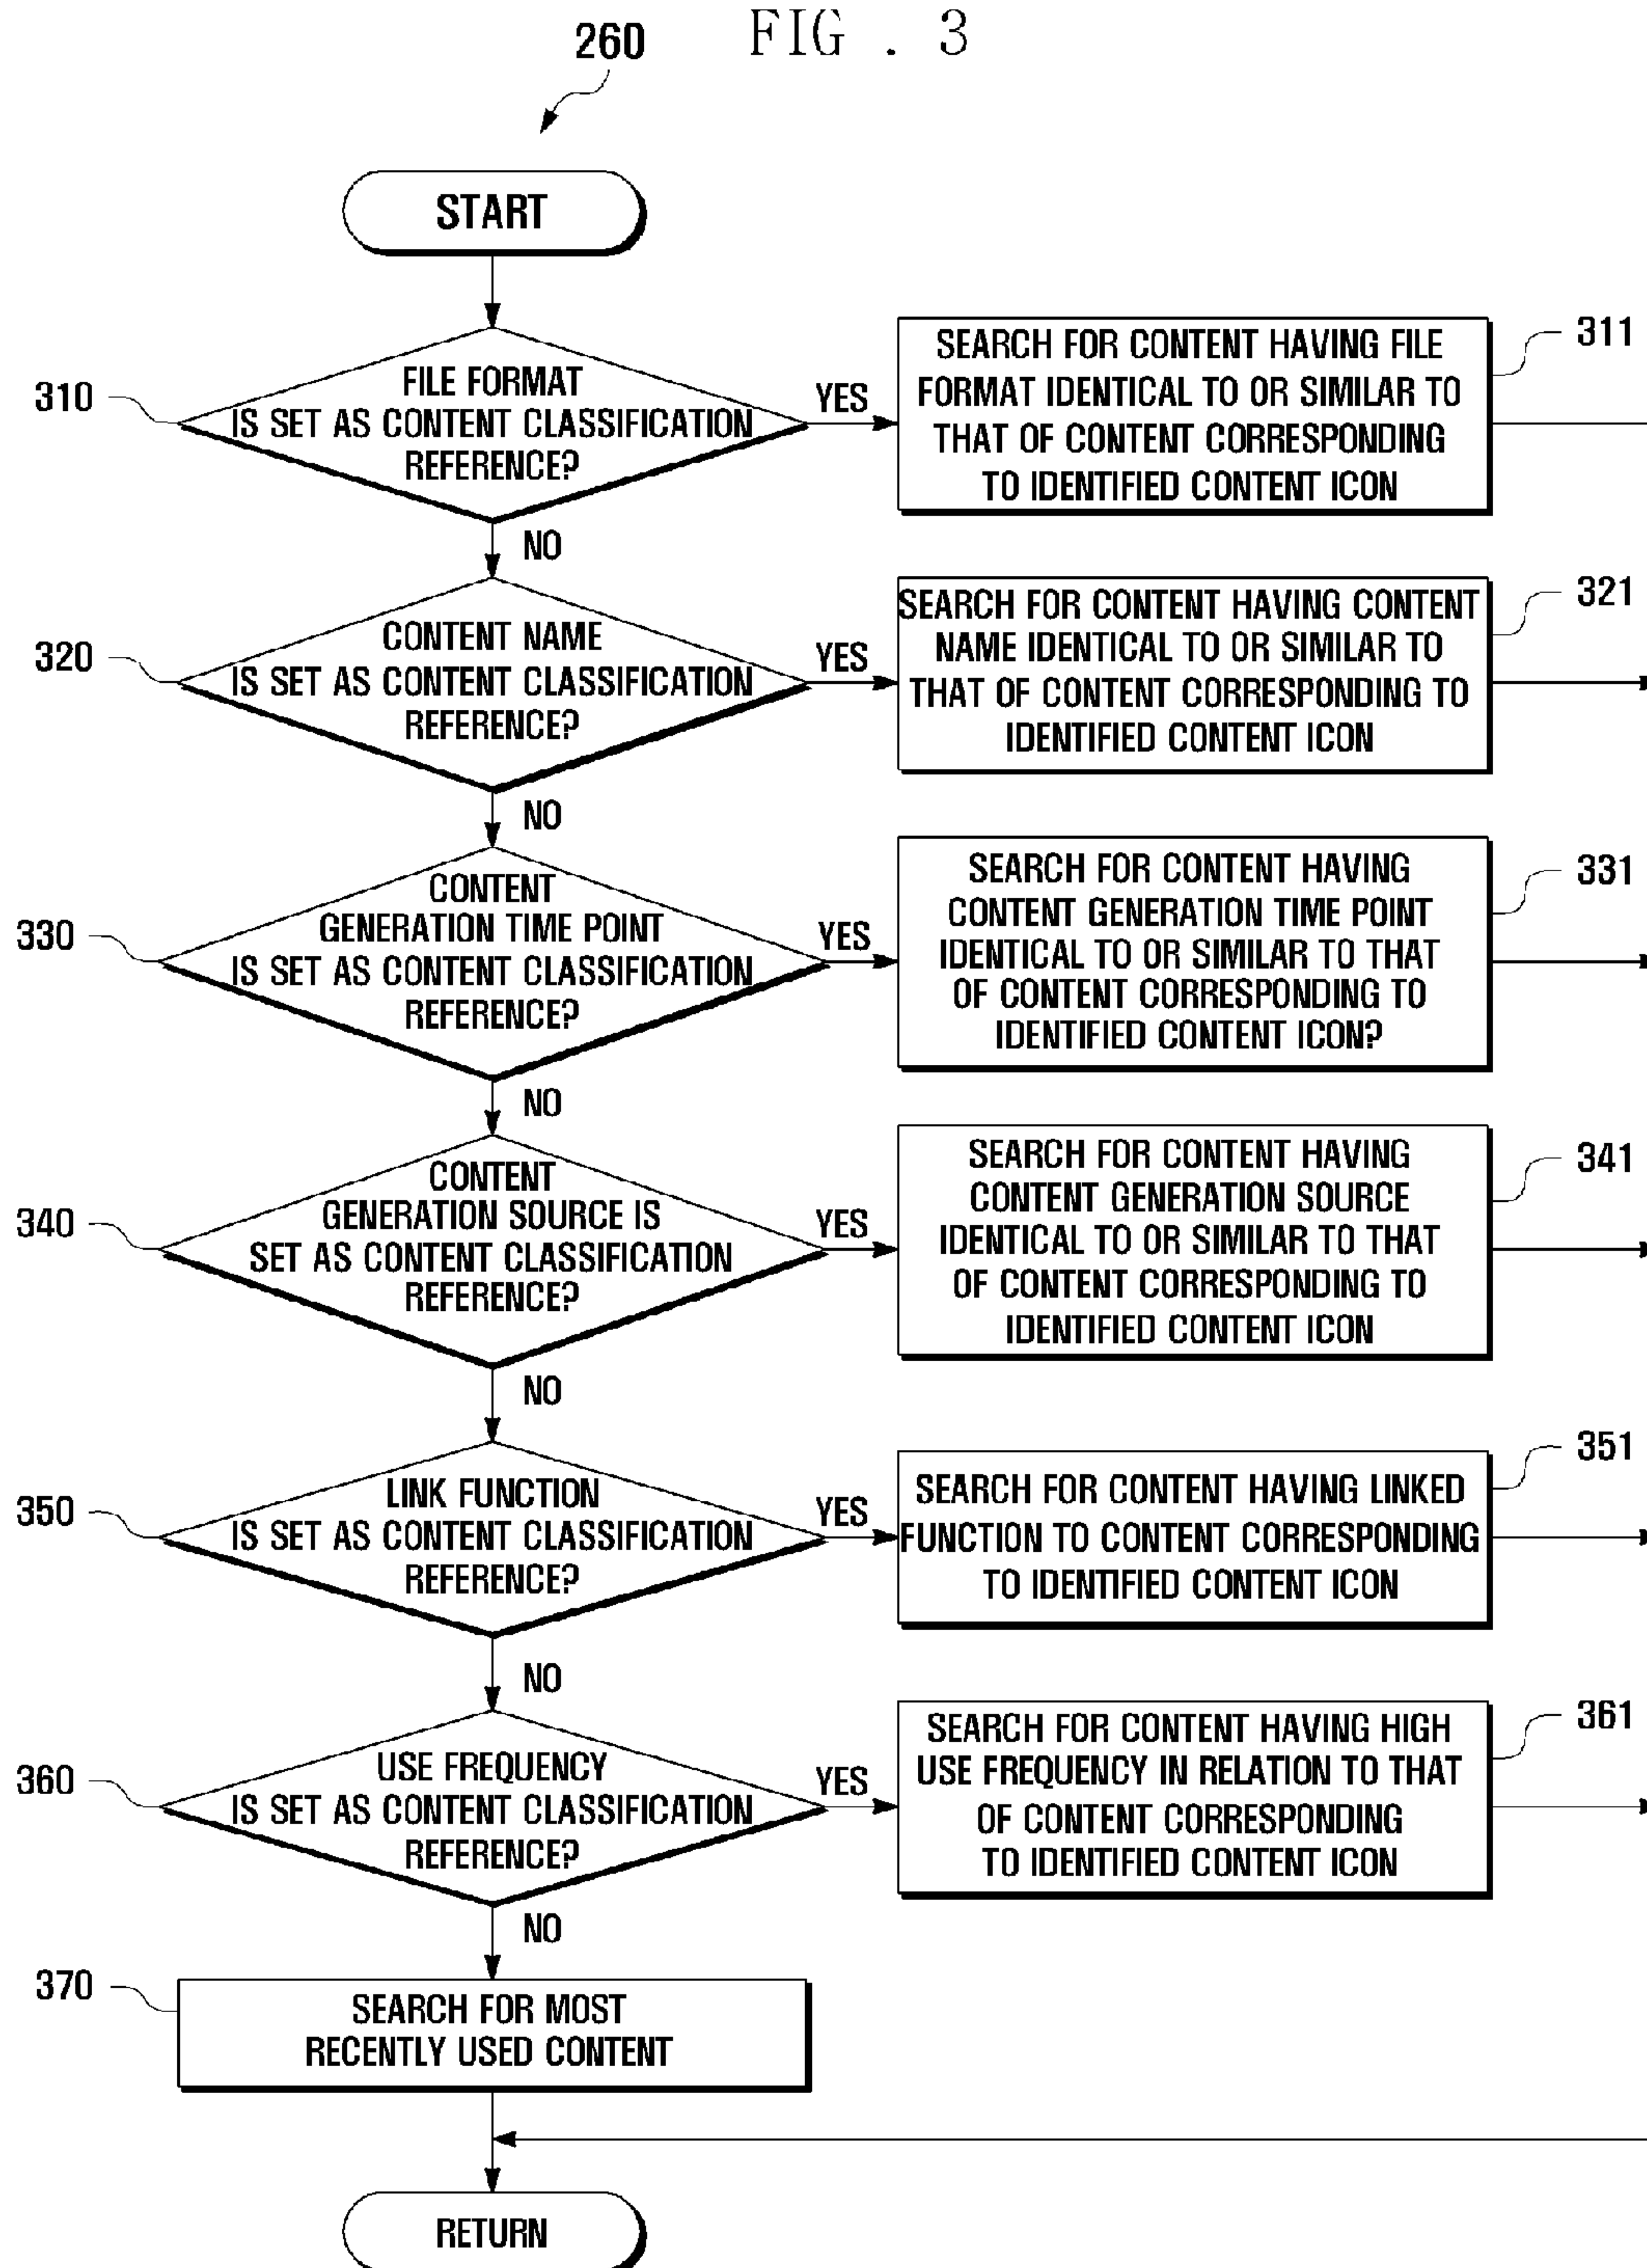 FIG . 3
260
START
310
FILE FORMAT
IS SET AS CONTENT CLASSIFICATION
REFERENCE?
YES
SEARCH FOR CONTENT HAVING FILE
FORMAT IDENTICAL TO OR SIMILAR TO
THAT OF CONTENT CORRESPONDING
TO IDENTIFIED CONTENT ICON
311
NO
320
CONTENT NAME
IS SET AS CONTENT CLASSIFICATION
REFERENCE?
YES
SEARCH FOR CONTENT HAVING CONTENT
NAME IDENTICAL TO OR SIMILAR TO
THAT OF CONTENT CORRESPONDING TO
IDENTIFIED CONTENT ICON
321
NO
330
CONTENT
GENERATION TIME POINT
IS SET AS CONTENT CLASSIFICATION
REFERENCE?
YES
SEARCH FOR CONTENT HAVING
CONTENT GENERATION TIME POINT
IDENTICAL TO OR SIMILAR TO THAT
OF CONTENT CORRESPONDING TO
IDENTIFIED CONTENT ICON?
331
NO
340
CONTENT
GENERATION SOURCE IS
SET AS CONTENT CLASSIFICATION
REFERENCE?
YES
SEARCH FOR CONTENT HAVING
CONTENT GENERATION SOURCE
IDENTICAL TO OR SIMILAR TO THAT
OF CONTENT CORRESPONDING TO
IDENTIFIED CONTENT ICON
341
NO
350
LINK FUNCTION
IS SET AS CONTENT CLASSIFICATION
REFERENCE?
YES
SEARCH FOR CONTENT HAVING LINKED
FUNCTION TO CONTENT CORRESPONDING
TO IDENTIFIED CONTENT ICON
351
NO
360
USE FREQUENCY
IS SET AS CONTENT CLASSIFICATION
REFERENCE?
YES
SEARCH FOR CONTENT HAVING HIGH
USE FREQUENCY IN RELATION TO THAT
OF CONTENT CORRESPONDING
TO IDENTIFIED CONTENT ICON
361
NO
370
SEARCH FOR MOST
RECENTLY USED CONTENT
RETURN